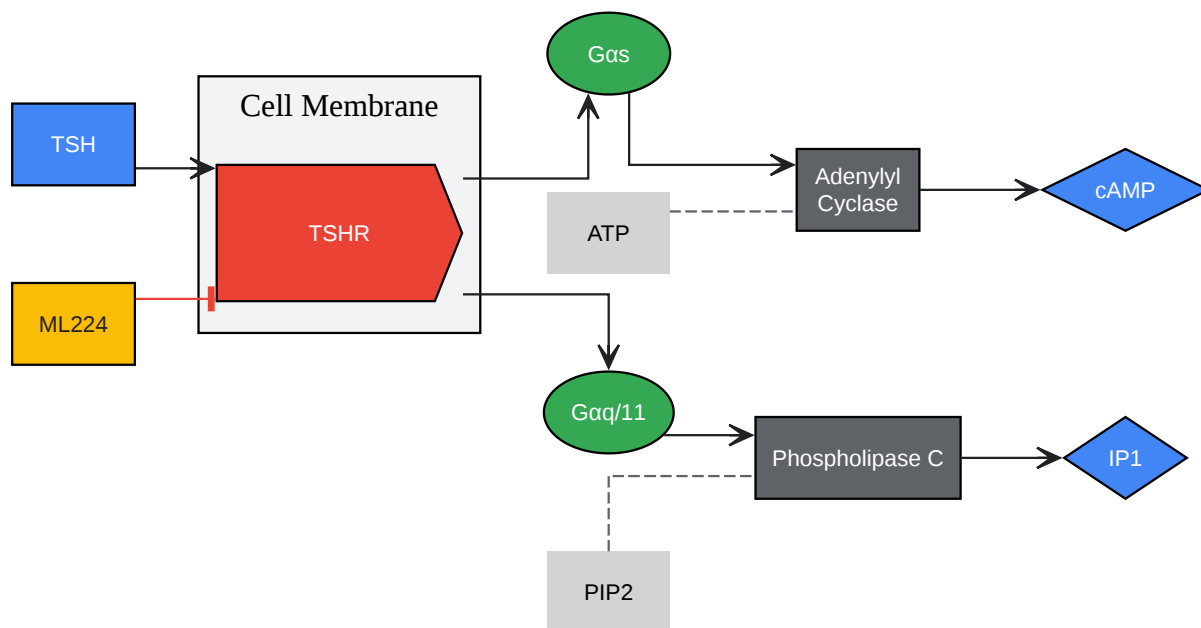 Gαs
Cell Membrane
TSH
Adenylyl
Cyclase
cAMP
TSHR
ATP
ML224
Gαq/11
Phospholipase C
IP1
PIP2